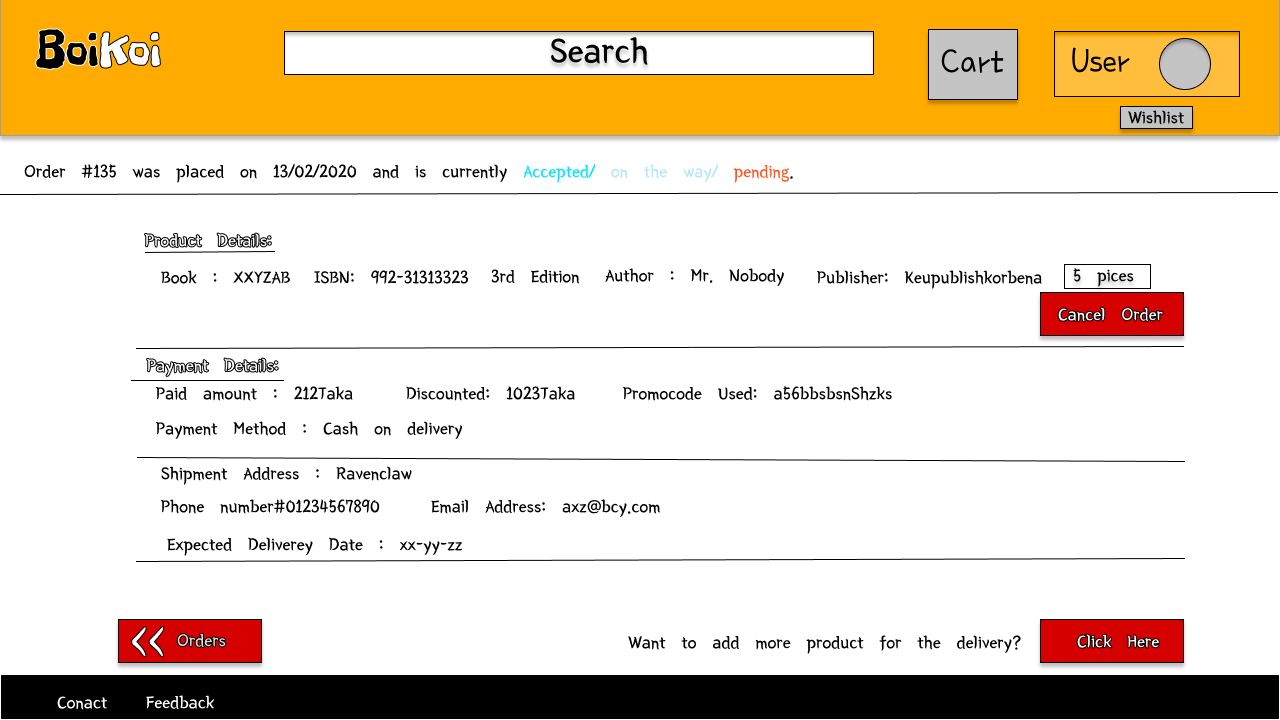 BoiKoi Search Cart User
Wishlist
Order #135 was placed on 13/02/2020 and is currently Accepted/ on the way/ pending.
Product Details:
Book : XXYZAB ISBN: 992-31313323 3rd Edition Author : Mr. Nobody Publisher: Keupublishkorbena 5 pices
Cancel Order
Payment Details:
Paid amount : 212Taka Discounted: 1023Taka Promocode Used: a56bbsbsnShzks
Payment Method : Cash on delivery
Shipment Address : Ravenclaw
Phone number#01234567890 Email Address: axz@bcy.com
Expected Deliverey Date : xx-yy-zz
Orders Want to add more product for the delivery? Click Here
Conact Feedback